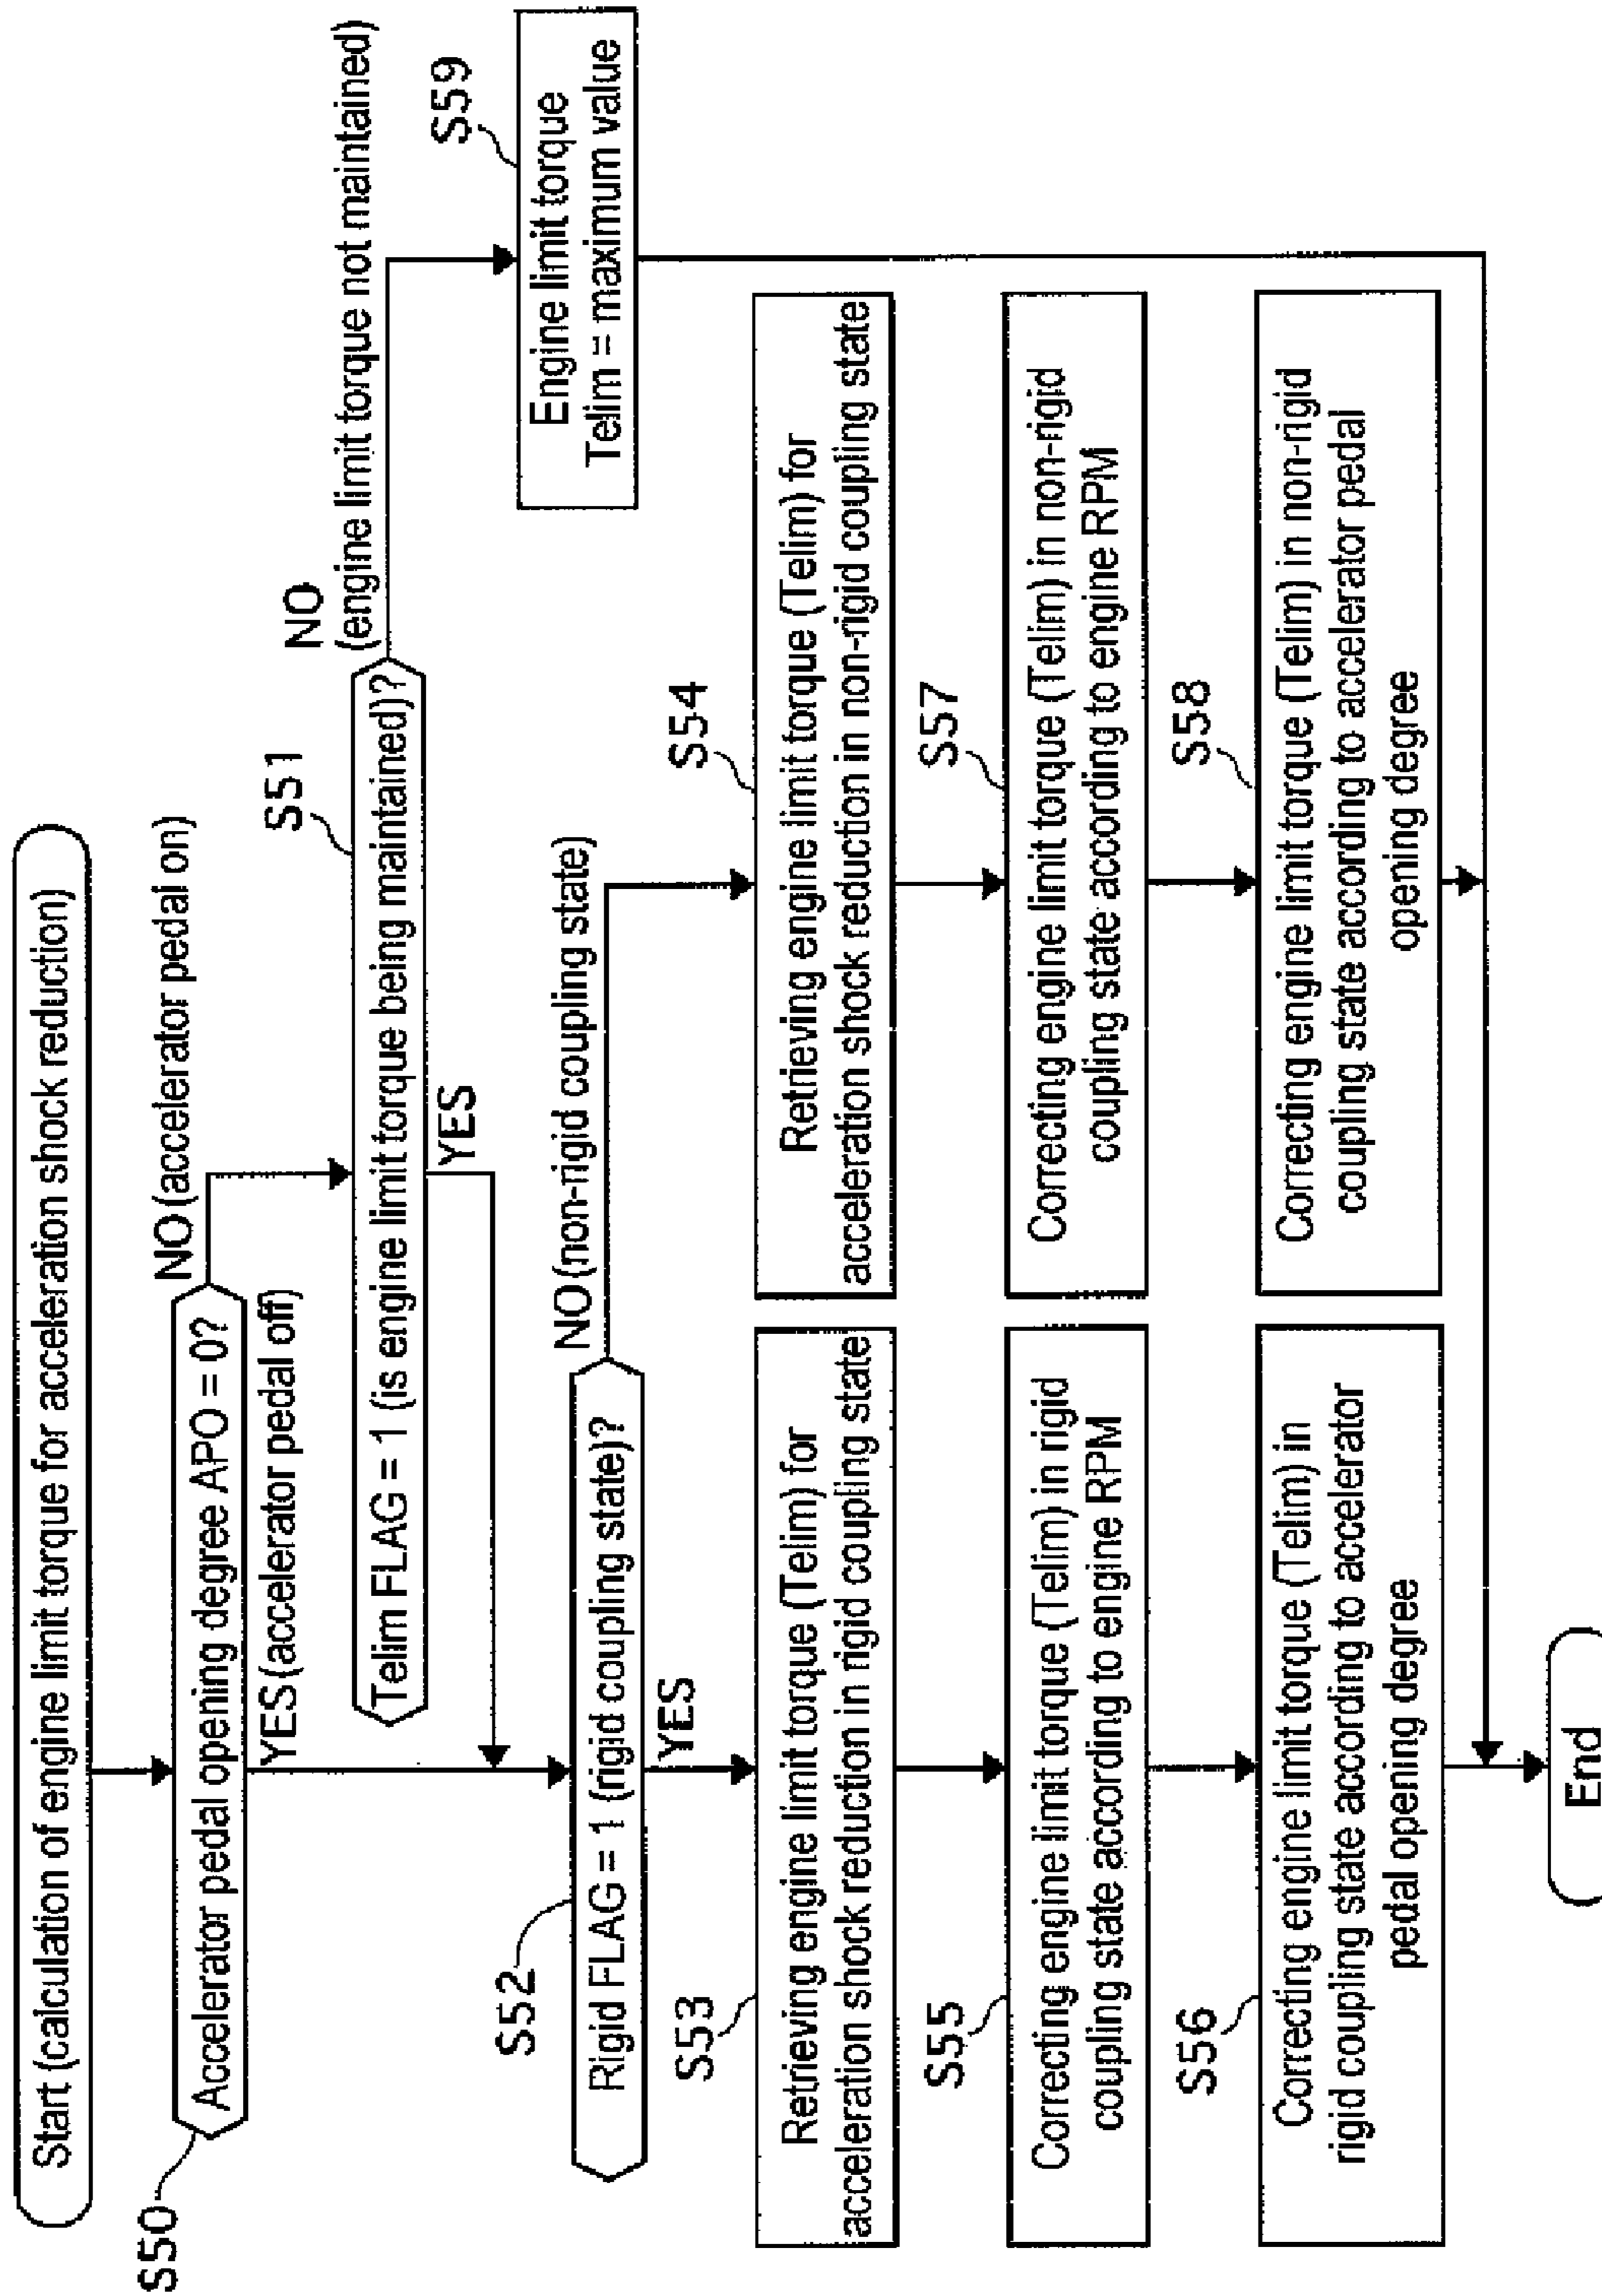 Start (calculation of engine limit torque for acceleration shock reduction)
S50
Accelerator pedal opening degree APO = 0?
NO (accelerator pedal on)
YES (accelerator pedal off)
S51
Telim FLAG = 1 (is engine limit torque being maintained)?
NO
(engine limit torque not maintained)
YES
S59
Engine limit torque
Telim = maximum value
S52
Rigid FLAG = 1 (rigid coupling state)?
NO (non-rigid coupling state)
YES
S53
Retrieving engine limit torque (Telim) for
acceleration shock reduction in rigid coupling state
S54
Retrieving engine limit torque (Telim) for
acceleration shock reduction in non-rigid coupling state
S55
Correcting engine limit torque (Telim) in rigid
coupling state according to engine RPM
S57
Correcting engine limit torque (Telim) in non-rigid
coupling state according to engine RPM
S56
Correcting engine limit torque (Telim) in
rigid coupling state according to accelerator
pedal opening degree
S58
Correcting engine limit torque (Telim) in non-rigid
coupling state according to accelerator pedal
opening degree
End